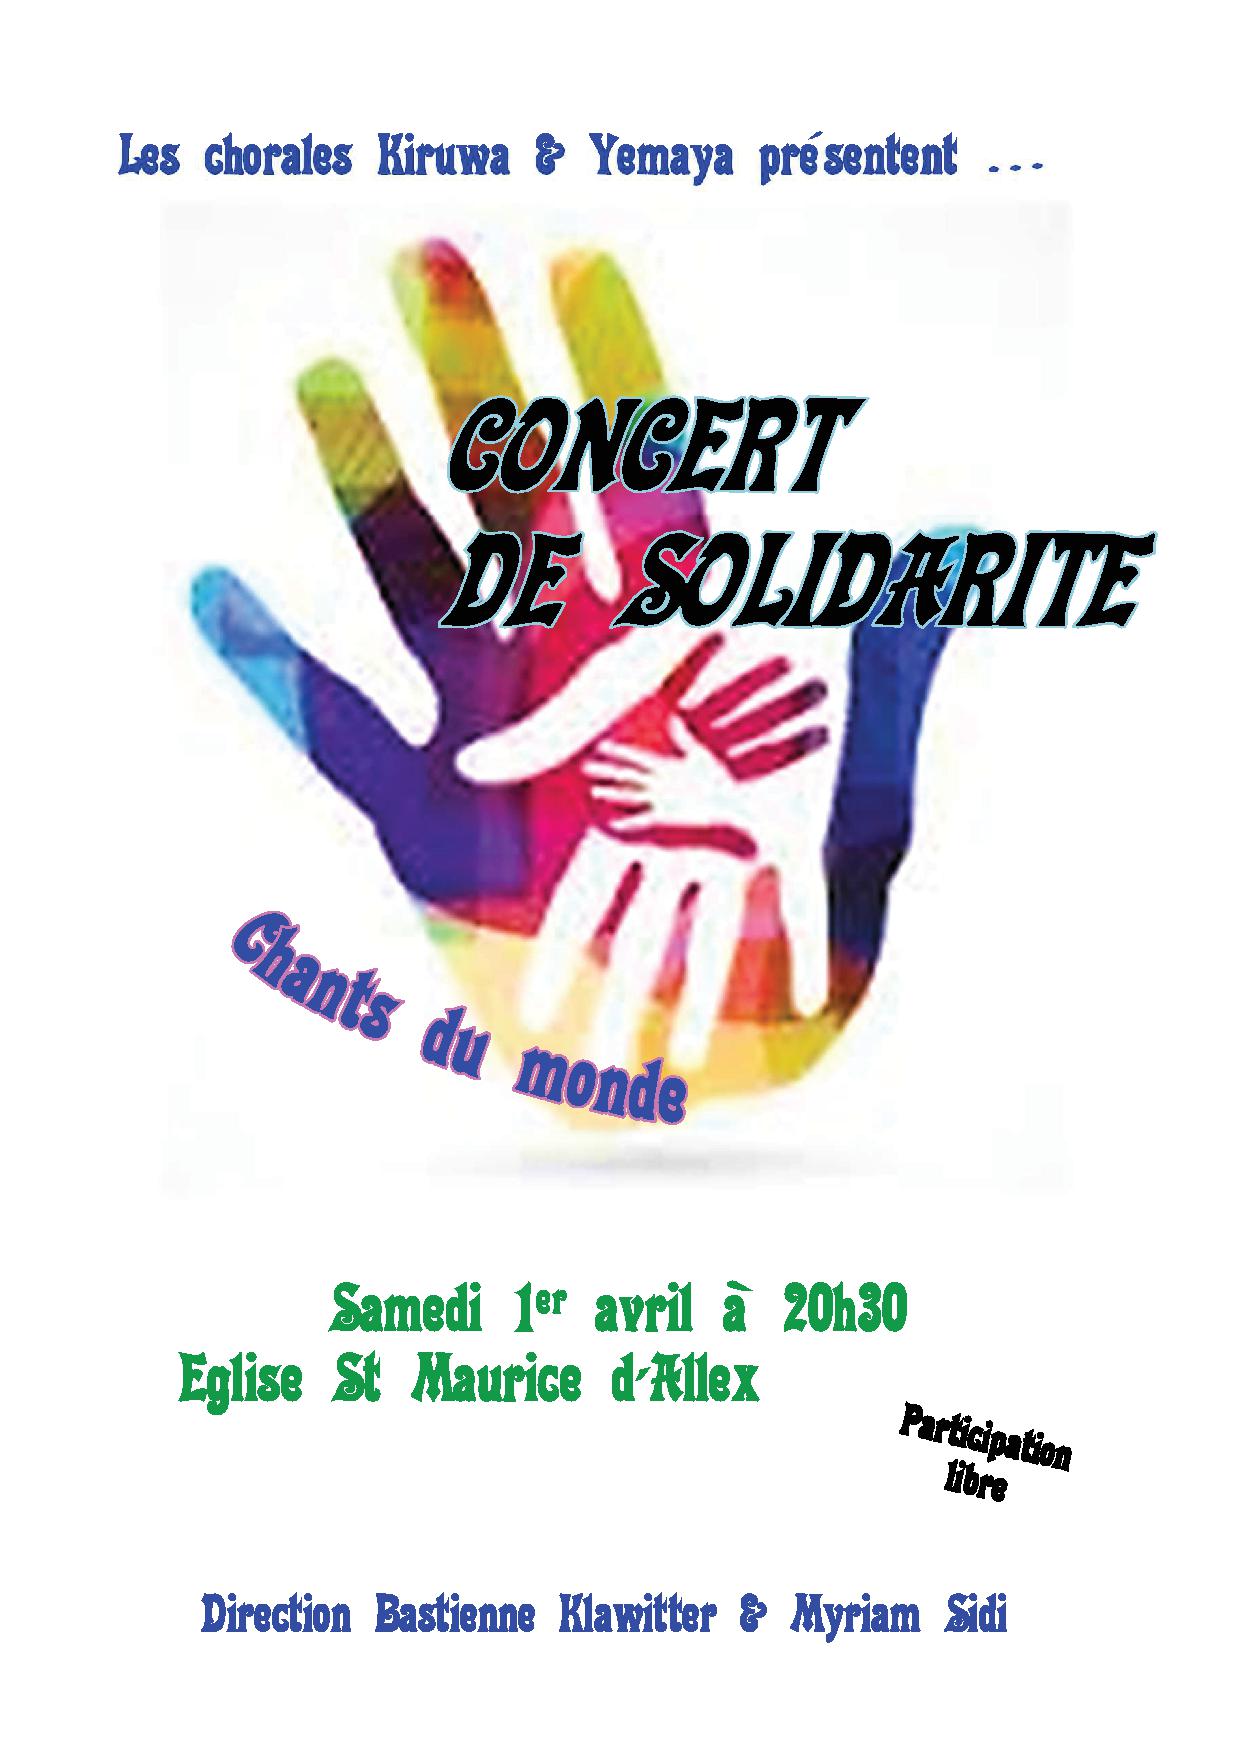 Les chorales Kiruwa & Yemaya présentent ...
CONCERT
DE SOLIDARITE
Chants du monde
Samedi 1er avril à 20h30
Eglise St Maurice d'Allex
Participation
libre
Direction Bastienne Klawitter & Myriam Sidi